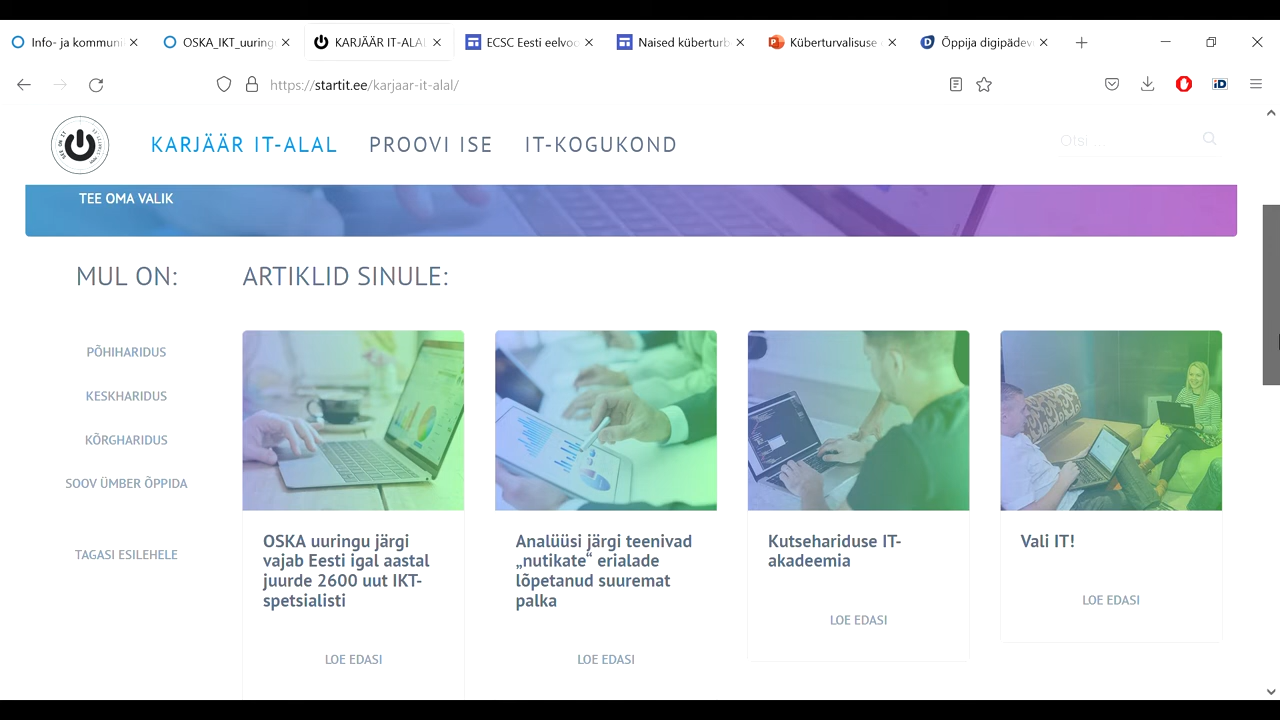 Info- ja kommuni
OSKA_IKT_uuring
KARJÄÄR IT-ALAL
ECSC Eesti eelvoo
Naised küberturb
Küberturvalisuse
Õppija digipädev
https://startit.ee/karjaar-it-alal/
KARJÄÄR IT-ALAL
PROOVI ISE
IT-KOGUKOND
Otsi ...
TEE OMA VALIK
MUL ON:
ARTIKLID SINULE:
PÕHIHARIDUS
KESKHARIDUS
KÕRGHARIDUS
SOOV ÜMBER ÕPPIDA
TAGASI ESILEHELE
OSKA uuringu järgi
vajab Eesti igal aastal
juurde 2600 uut IKT-
spetsialisti
LOE EDASI
Analüüsi järgi teenivad
„nutikate“ erialade
lõpetanud suuremat
palka
LOE EDASI
Kutsehariduse IT-
akadeemia
LOE EDASI
Vali IT!
LOE EDASI